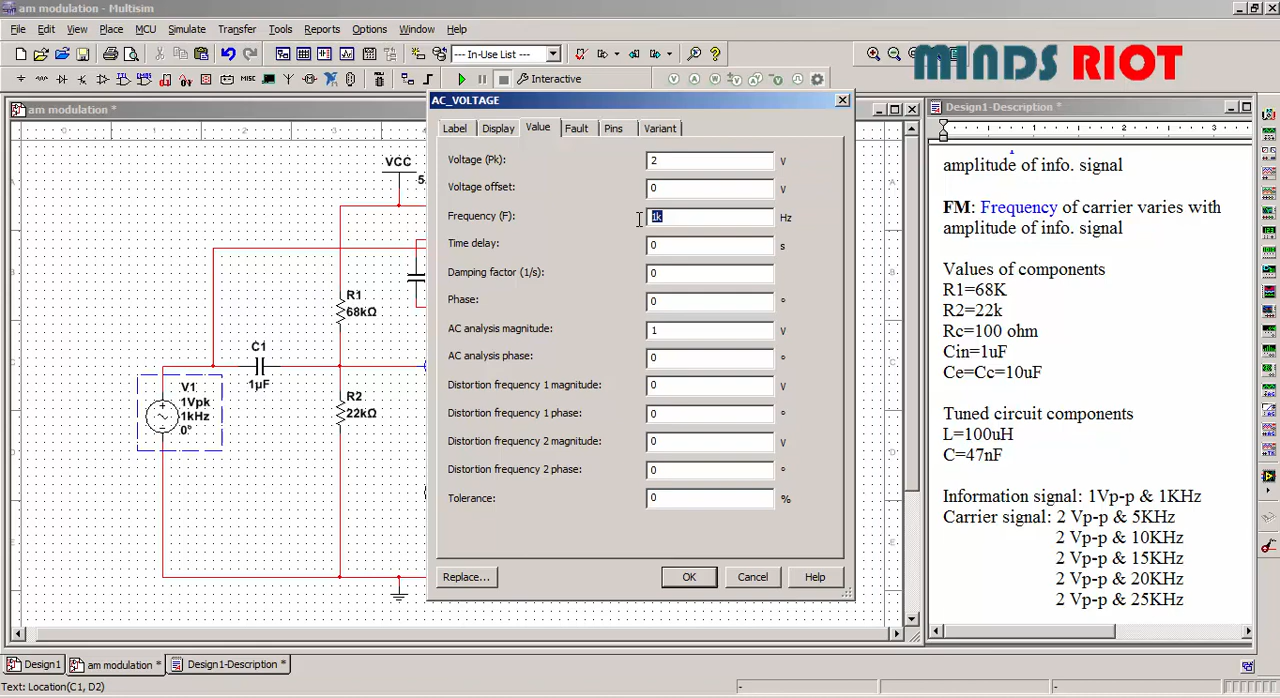 am modulation - Multisim
File Edit View Place MCU Simulate Transfer Tools Reports Options Window Help
--- In-Use List ---
Interactive
MINDS RIOT
am modulation *
0 2 3
VCC
5.
R1
68kΩ
C1
1µF
R2
22kΩ
V1
1Vpk
1kHz
0°
AC_VOLTAGE
Label Display Value Fault Pins Variant
Voltage (Pk): 2 V
Voltage offset: 0 V
Frequency (F): 1k Hz
Time delay: 0 s
Damping factor (1/s): 0
Phase: 0 °
AC analysis magnitude: 1 V
AC analysis phase: 0 °
Distortion frequency 1 magnitude: 0 V
Distortion frequency 1 phase: 0 °
Distortion frequency 2 magnitude: 0 V
Distortion frequency 2 phase: 0 °
Tolerance: 0 %
Replace... OK Cancel Help
Design1-Description *
1 2 3
amplitude of info. signal
FM: Frequency of carrier varies with
amplitude of info. signal
Values of components
R1=68K
R2=22k
Rc=100 ohm
Cin=1uF
Ce=Cc=10uF
Tuned circuit components
L=100uH
C=47nF
Information signal: 1Vp-p & 1KHz
Carrier signal: 2 Vp-p & 5KHz
2 Vp-p & 10KHz
2 Vp-p & 15KHz
2 Vp-p & 20KHz
2 Vp-p & 25KHz
Design1 am modulation * Design1-Description *
Text: Location(C1, D2) - - -